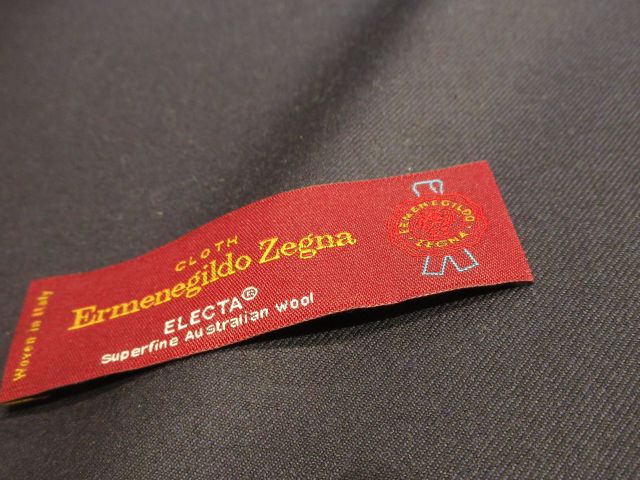 Woven in Italy
CLOTH
Ermenegildo Zegna
ELECTA®
Superfine Australian wool
ERMENEGILDO
ZEGNA